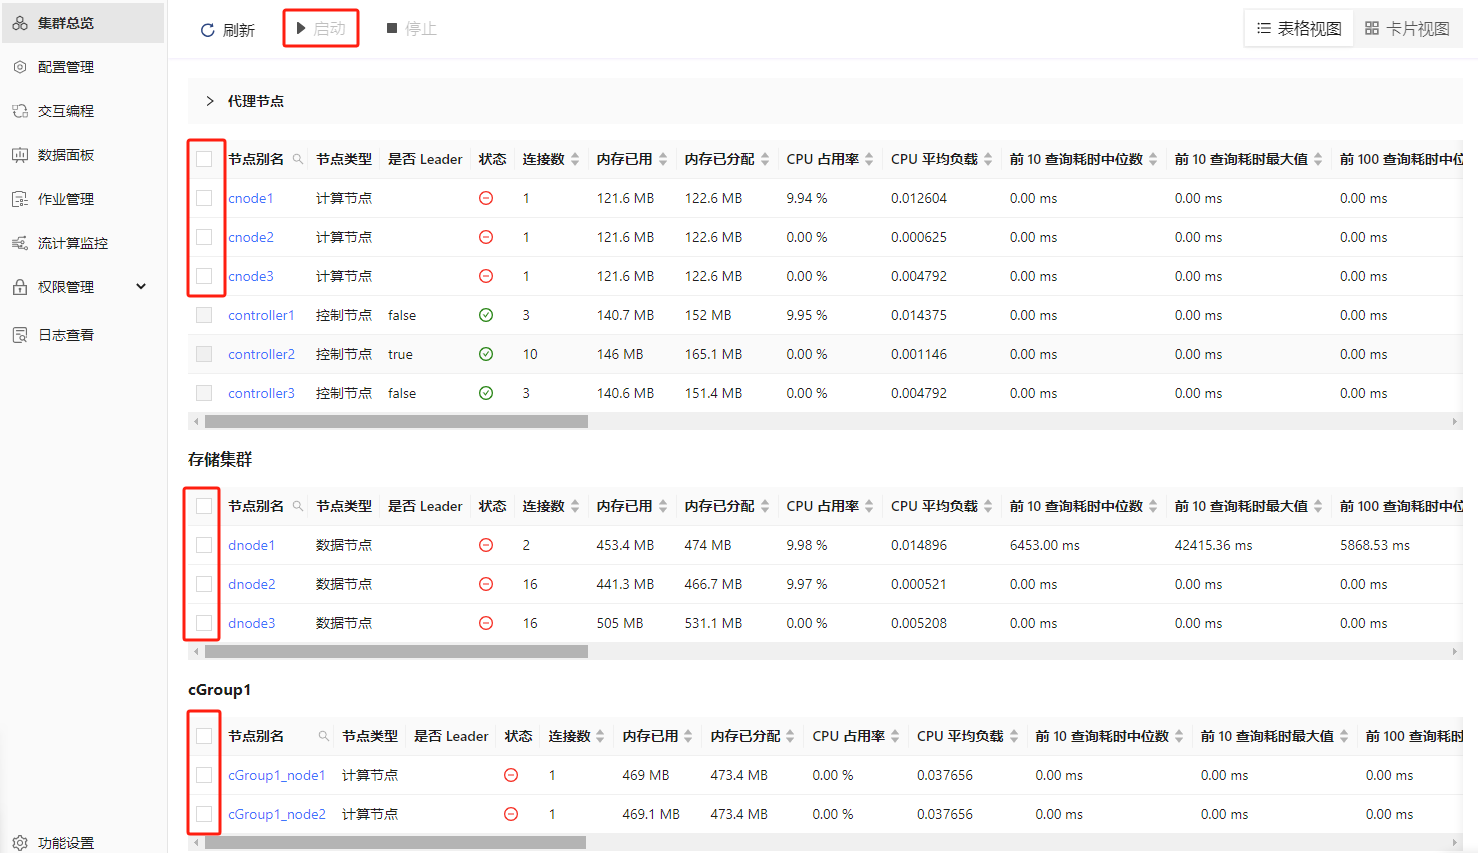 集群总览
配置管理
交互编程
数据面板
作业管理
流计算监控
权限管理
日志查看
功能设置
刷新 启动 停止 表格视图 卡片视图
代理节点
节点别名 节点类型 是否 Leader 状态 连接数 内存已用 内存已分配 CPU 占用率 CPU 平均负载 前 10 查询耗时中位数 前 10 查询耗时最大值 前 100 查询耗时中位
cnode1 计算节点 1 121.6 MB 122.6 MB 9.94 % 0.012604 0.00 ms 0.00 ms 0.00 ms
cnode2 计算节点 1 121.6 MB 122.6 MB 0.00 % 0.000625 0.00 ms 0.00 ms 0.00 ms
cnode3 计算节点 1 121.6 MB 122.6 MB 0.00 % 0.004792 0.00 ms 0.00 ms 0.00 ms
controller1 控制节点 false 3 140.7 MB 152 MB 9.95 % 0.014375 0.00 ms 0.00 ms 0.00 ms
controller2 控制节点 true 10 146 MB 165.1 MB 0.00 % 0.001146 0.00 ms 0.00 ms 0.00 ms
controller3 控制节点 false 3 140.6 MB 151.4 MB 0.00 % 0.004792 0.00 ms 0.00 ms 0.00 ms
存储集群
节点别名 节点类型 是否 Leader 状态 连接数 内存已用 内存已分配 CPU 占用率 CPU 平均负载 前 10 查询耗时中位数 前 10 查询耗时最大值 前 100 查询耗时中位
dnode1 数据节点 2 453.4 MB 474 MB 9.98 % 0.014896 6453.00 ms 42415.36 ms 5868.53 ms
dnode2 数据节点 16 441.3 MB 466.7 MB 9.97 % 0.000521 0.00 ms 0.00 ms 0.00 ms
dnode3 数据节点 16 505 MB 531.1 MB 0.00 % 0.005208 0.00 ms 0.00 ms 0.00 ms
cGroup1
节点别名 节点类型 是否 Leader 状态 连接数 内存已用 内存已分配 CPU 占用率 CPU 平均负载 前 10 查询耗时中位数 前 10 查询耗时最大值 前 100 查询耗时
cGroup1_node1 计算节点 1 469 MB 473.4 MB 0.00 % 0.037656 0.00 ms 0.00 ms 0.00 ms
cGroup1_node2 计算节点 1 469.1 MB 473.4 MB 0.00 % 0.037656 0.00 ms 0.00 ms 0.00 ms